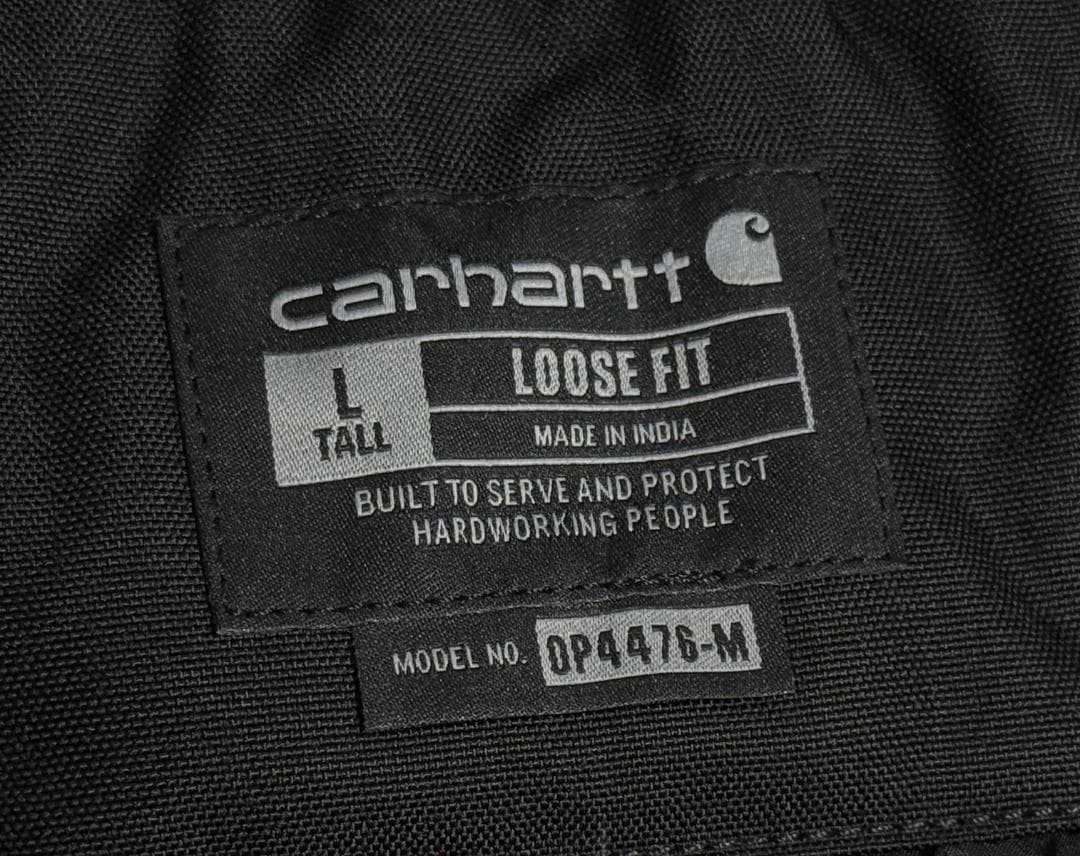 carhartt
L
TALL
LOOSE FIT
MADE IN INDIA
BUILT TO SERVE AND PROTECT
HARDWORKING PEOPLE
MODEL NO. OP4476-M